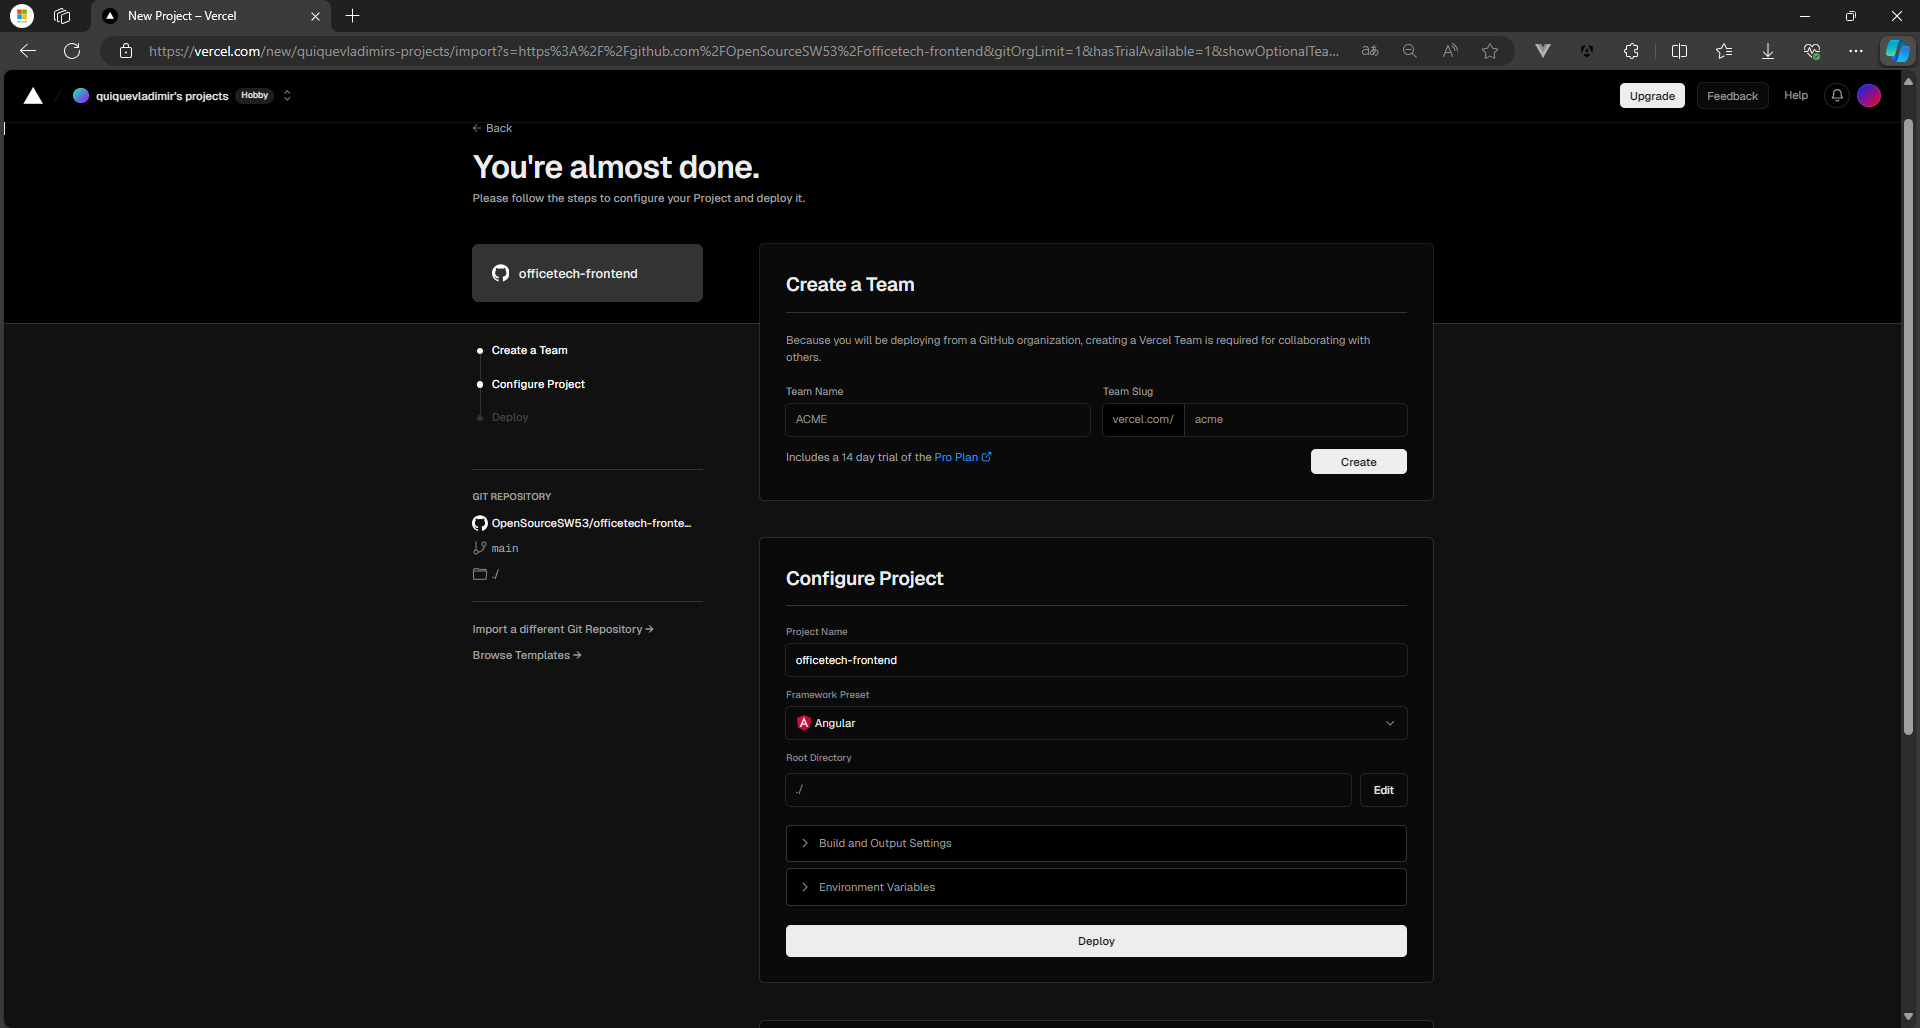 New Project – Vercel
https://vercel.com/new/quiquevladimirs-projects/import?s=https%3A%2F%2Fgithub.com%2FOpenSourceSW53%2Fofficetech-frontend&gitOrgLimit=1&hasTrialAvailable=1&showOptionalTea...
quiquevladimir's projects Hobby
Upgrade Feedback Help
← Back
You're almost done.
Please follow the steps to configure your Project and deploy it.
officetech-frontend
Create a Team
Configure Project
Deploy
GIT REPOSITORY
OpenSourceSW53/officetech-fronte...
main
./
Import a different Git Repository →
Browse Templates →
Create a Team
Because you will be deploying from a GitHub organization, creating a Vercel Team is required for collaborating with
others.
Team Name Team Slug
ACME vercel.com/ acme
Includes a 14 day trial of the Pro Plan
Create
Configure Project
Project Name
officetech-frontend
Framework Preset
Angular
Root Directory
./ Edit
Build and Output Settings
Environment Variables
Deploy